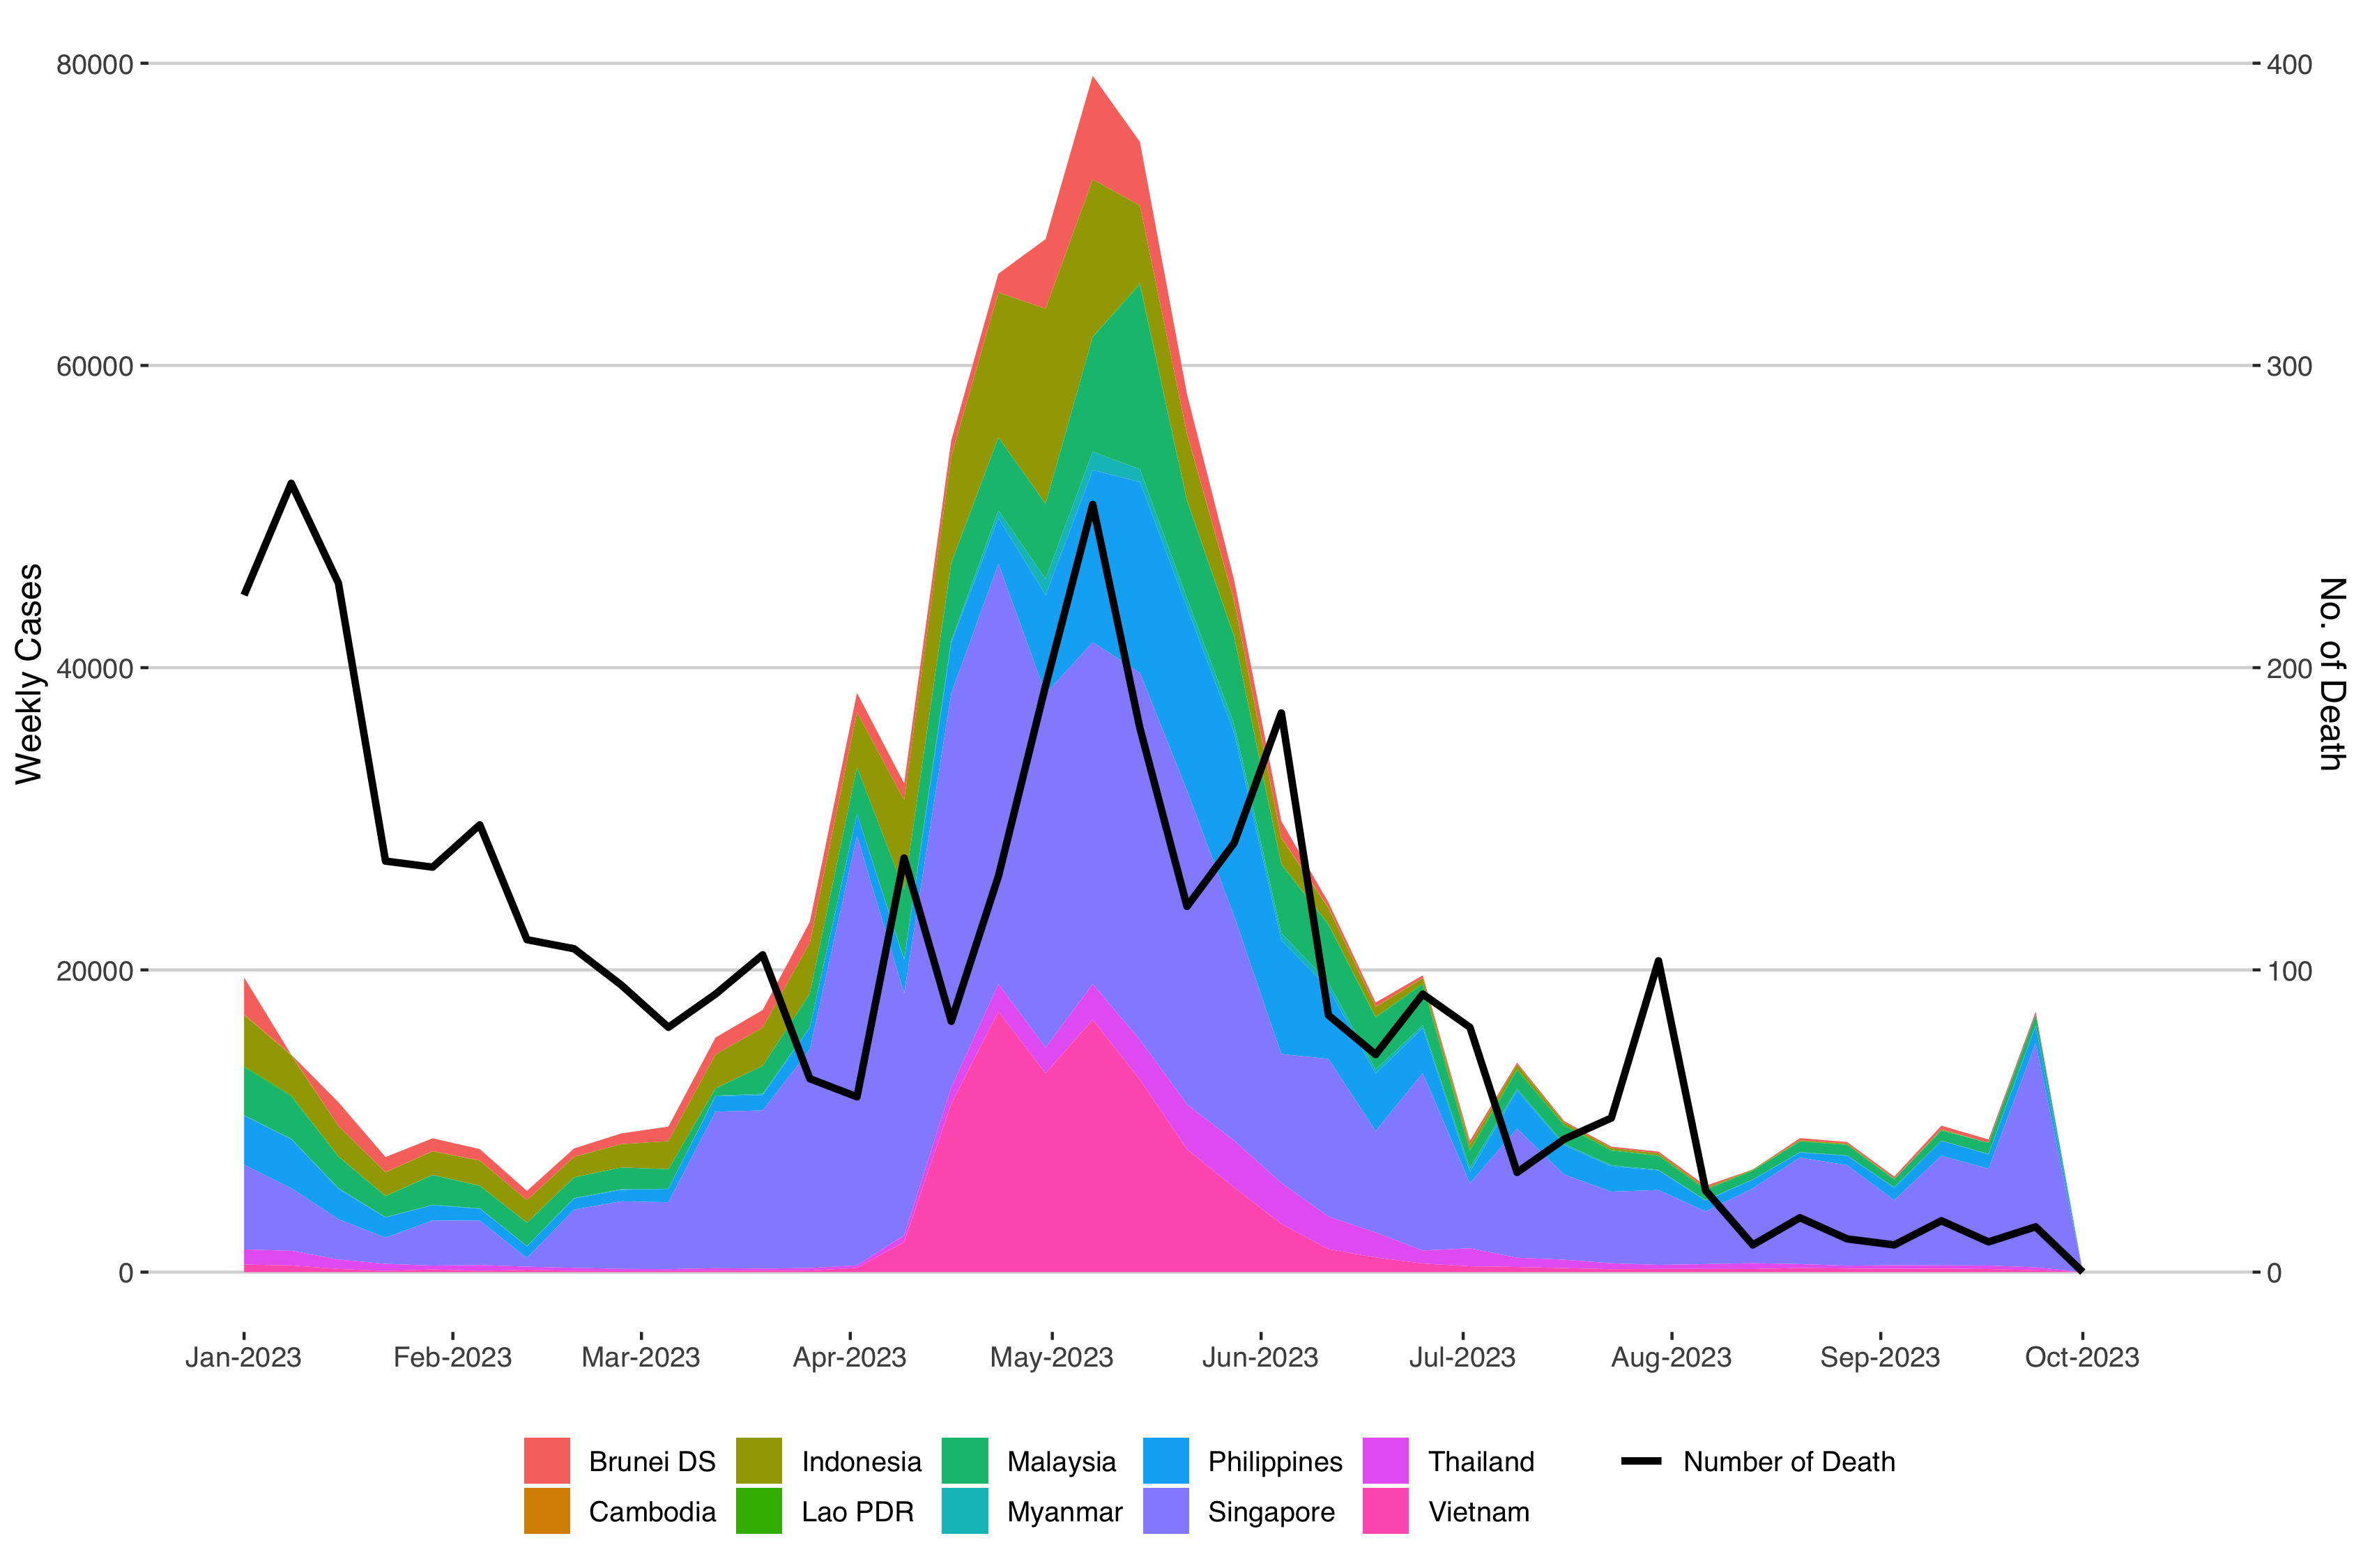 80000
60000
40000
20000
0
Weekly Cases
400
300
200
100
0
No. of Death
Jan-2023 Feb-2023 Mar-2023 Apr-2023 May-2023 Jun-2023 Jul-2023 Aug-2023 Sep-2023 Oct-2023
Brunei DS Indonesia Malaysia Philippines Thailand Number of Death
Cambodia Lao PDR Myanmar Singapore Vietnam